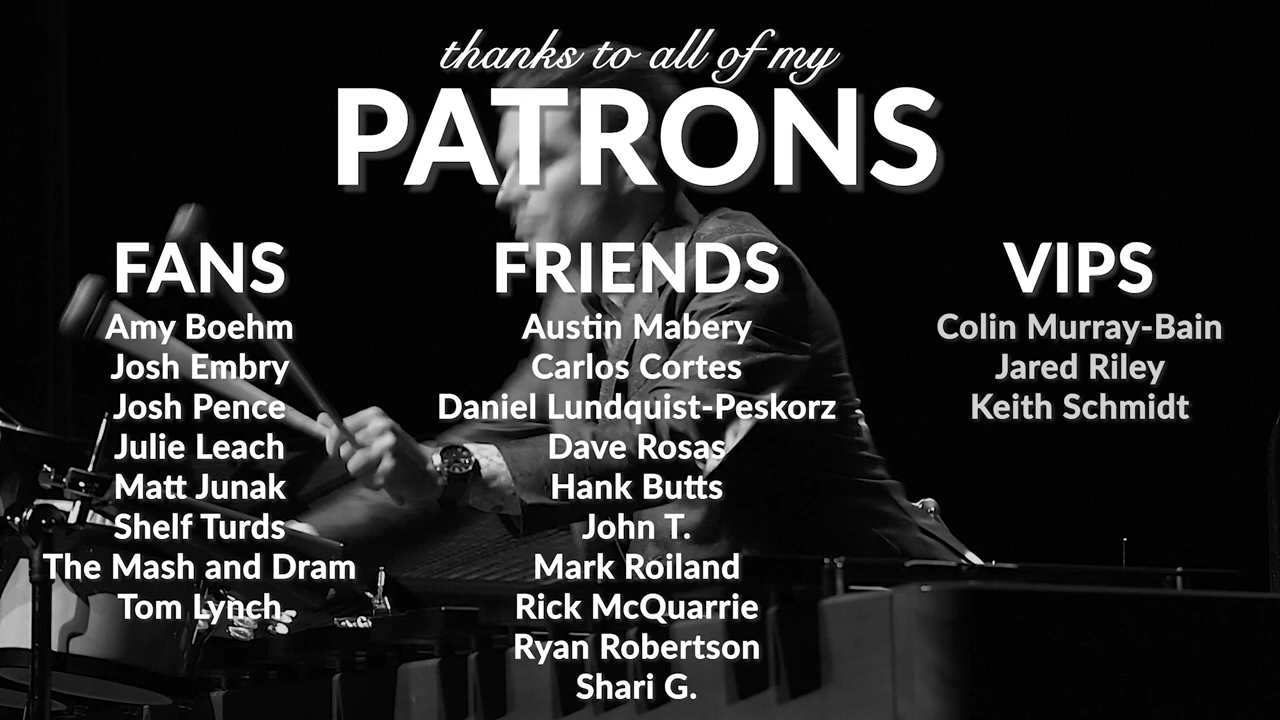 thanks to all of my
PATRONS
FANS
Amy Boehm
Josh Embry
Josh Pence
Julie Leach
Matt Junak
Shelf Turds
The Mash and Dram
Tom Lynch
FRIENDS
Austin Mabery
Carlos Cortes
Daniel Lundquist-Peskorz
Dave Rosas
Hank Butts
John T.
Mark Roiland
Rick McQuarrie
Ryan Robertson
Shari G.
VIPS
Colin Murray-Bain
Jared Riley
Keith Schmidt